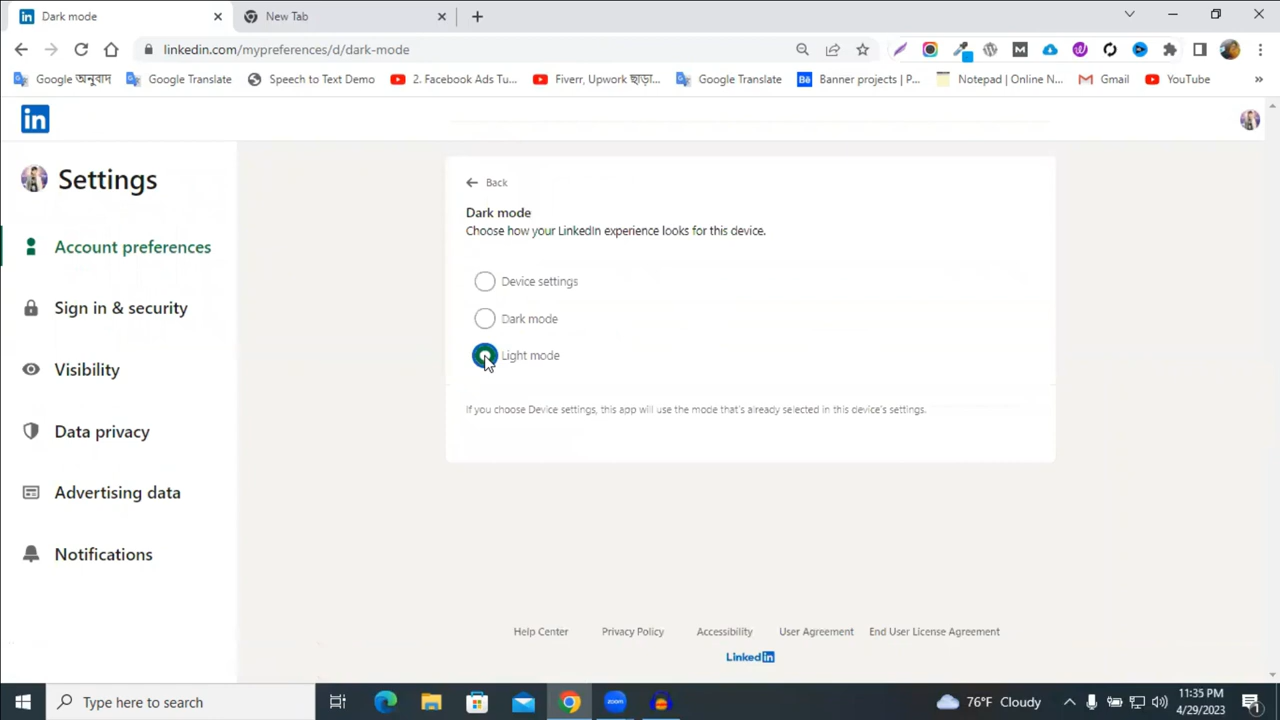 Dark mode
New Tab
linkedin.com/mypreferences/d/dark-mode
Google অনুবাদ
Google Translate
Speech to Text Demo
2. Facebook Ads Tu...
Fiverr, Upwork ছাড়া...
Google Translate
Banner projects | P...
Notepad | Online N...
Gmail
YouTube
Settings
Account preferences
Sign in & security
Visibility
Data privacy
Advertising data
Notifications
Back
Dark mode
Choose how your LinkedIn experience looks for this device.
Device settings
Dark mode
Light mode
If you choose Device settings, this app will use the mode that's already selected in this device's settings.
Help Center
Privacy Policy
Accessibility
User Agreement
End User License Agreement
Linked in
Type here to search
zoom
76°F Cloudy
11:35 PM
4/29/2023